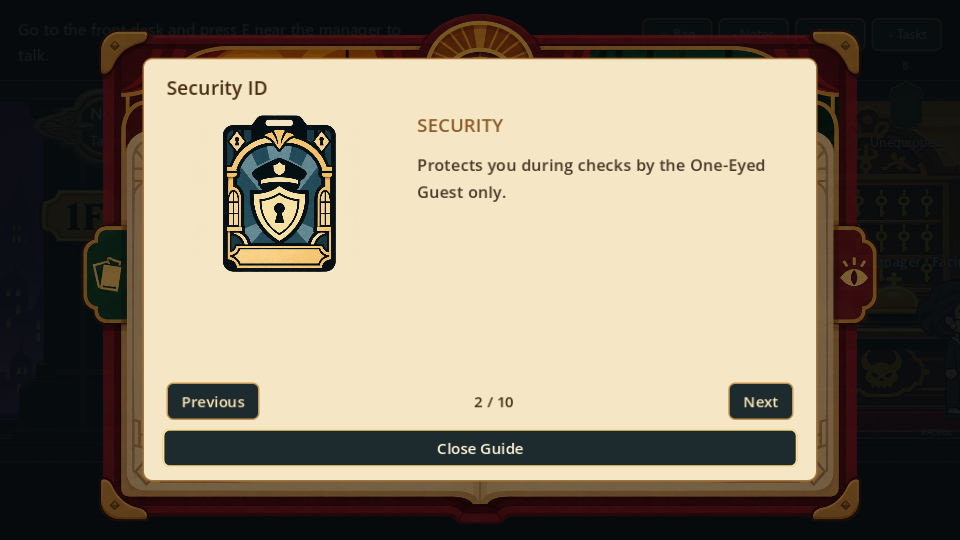 Go to the front desk and press E near the manager to
talk.
Tasks
Security ID
SECURITY
Protects you during checks by the One-Eyed
Guest only.
Previous
2 / 10
Next
Close Guide